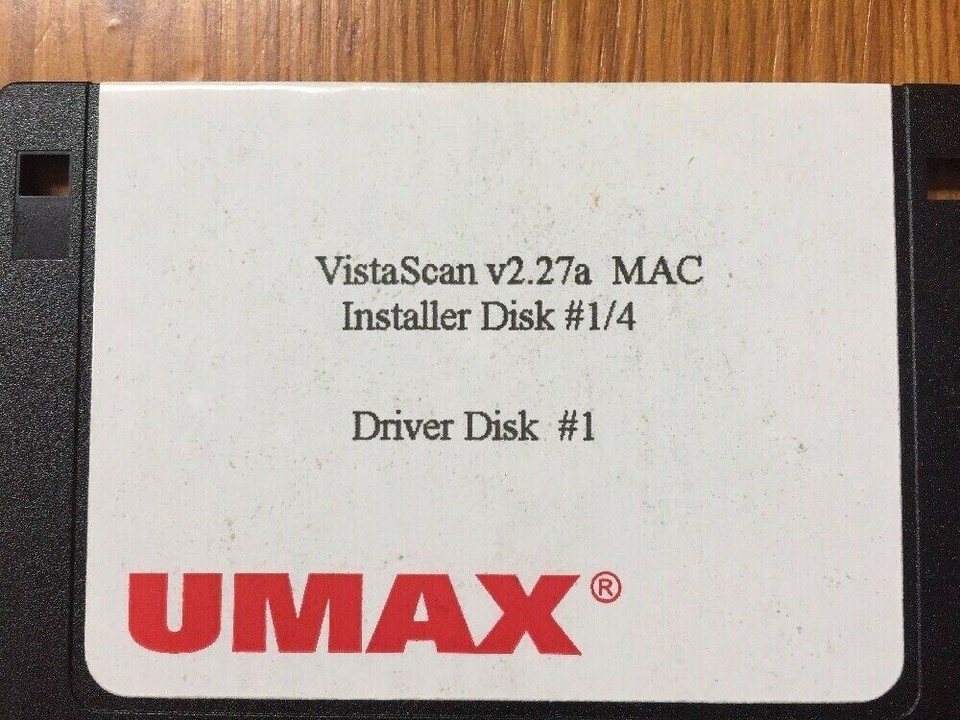 VistaScan v2.27a MAC
Installer Disk #1/4
Driver Disk #1
UMAX®